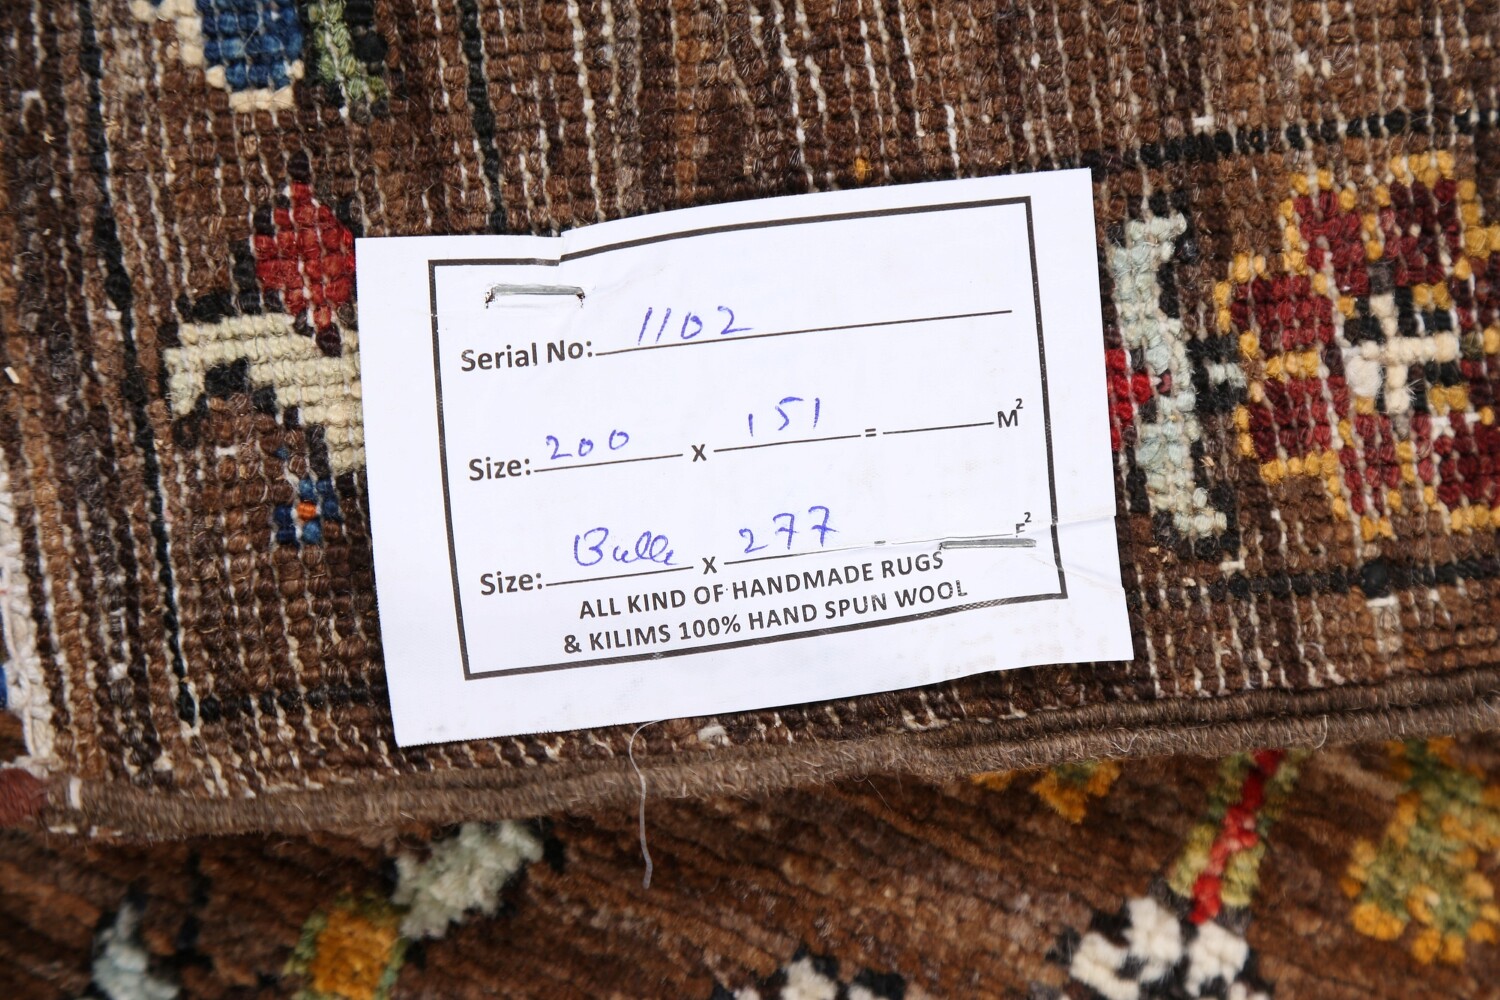 Serial No: 1102
Size: 200 x 151 = M²
Size: x 277 = F²
ALL KIND OF HANDMADE RUGS
& KILIMS 100% HAND SPUN WOOL